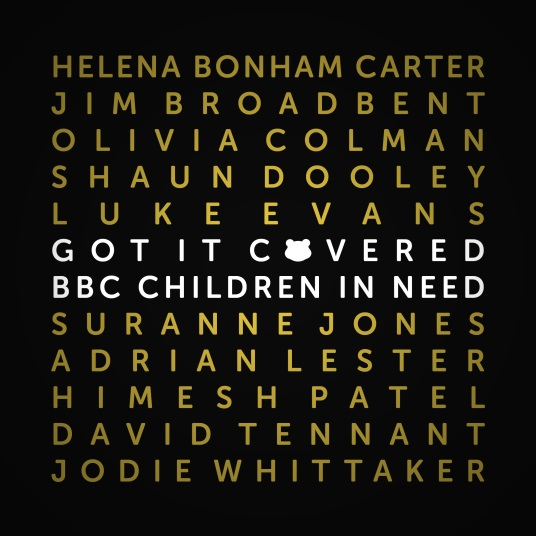 HELENA BONHAM CARTER
JIM BROADBENT
OLIVIA COLMAN
SHAUN DOOLEY
LUKE EVANS
GOT IT COVERED
BBC CHILDREN IN NEED
SURANNE JONES
ADRIAN LESTER
HIMESH PATEL
DAVID TENNANT
JODIE WHITTAKER